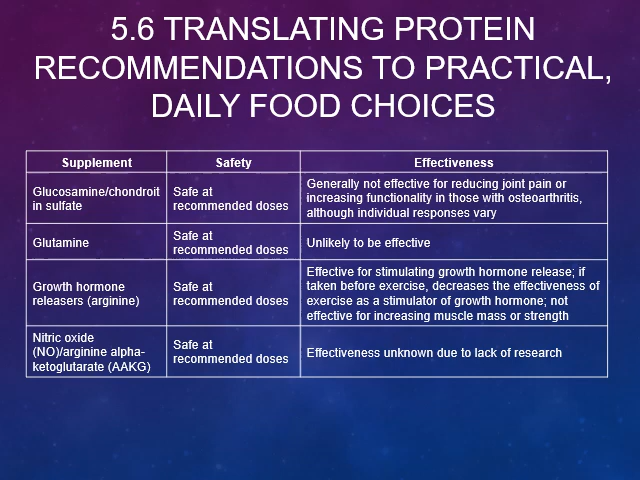 5.6 TRANSLATING PROTEIN
RECOMMENDATIONS TO PRACTICAL,
DAILY FOOD CHOICES
Supplement
Safety
Effectiveness
Glucosamine/chondroit
in sulfate
Safe at
recommended doses
Generally not effective for reducing joint pain or
increasing functionality in those with osteoarthritis,
although individual responses vary
Glutamine
Safe at
recommended doses
Unlikely to be effective
Growth hormone
releasers (arginine)
Safe at
recommended doses
Effective for stimulating growth hormone release; if
taken before exercise, decreases the effectiveness of
exercise as a stimulator of growth hormone; not
effective for increasing muscle mass or strength
Nitric oxide
(NO)/arginine alpha-
ketoglutarate (AAKG)
Safe at
recommended doses
Effectiveness unknown due to lack of research